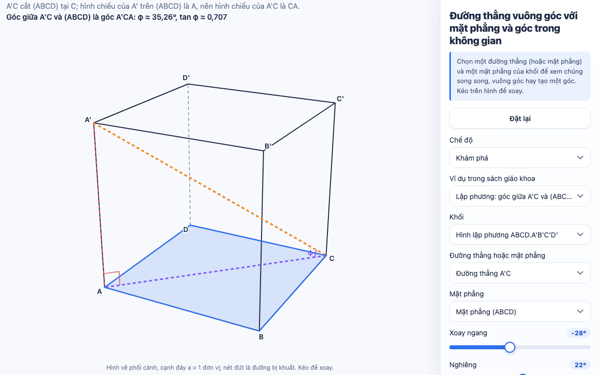 A'C cắt (ABCD) tại C; hình chiếu của A' trên (ABCD) là A, nên hình chiếu của A'C là CA.
Góc giữa A'C và (ABCD) là góc A'CA: φ ≈ 35,26°, tan φ ≈ 0,707
D'
C'
A'
B'
D
φ
C
A
B
Hình vẽ phối cảnh, cạnh đáy a = 1 đơn vị; nét đứt là đường bị khuất. Kéo để xoay.
Đường thẳng vuông góc với
mặt phẳng và góc trong
không gian
Chọn một đường thẳng (hoặc mặt phẳng)
và một mặt phẳng của khối để xem chúng
song song, vuông góc hay tạo một góc.
Kéo trên hình để xoay.
Đặt lại
Chế độ
Khám phá
Ví dụ trong sách giáo khoa
Lập phương: góc giữa A'C và (ABC...
Khối
Hình lập phương ABCD.A'B'C'D'
Đường thẳng hoặc mặt phẳng
Đường thẳng A'C
Mặt phẳng
Mặt phẳng (ABCD)
Xoay ngang
-28°
Nghiêng
22°